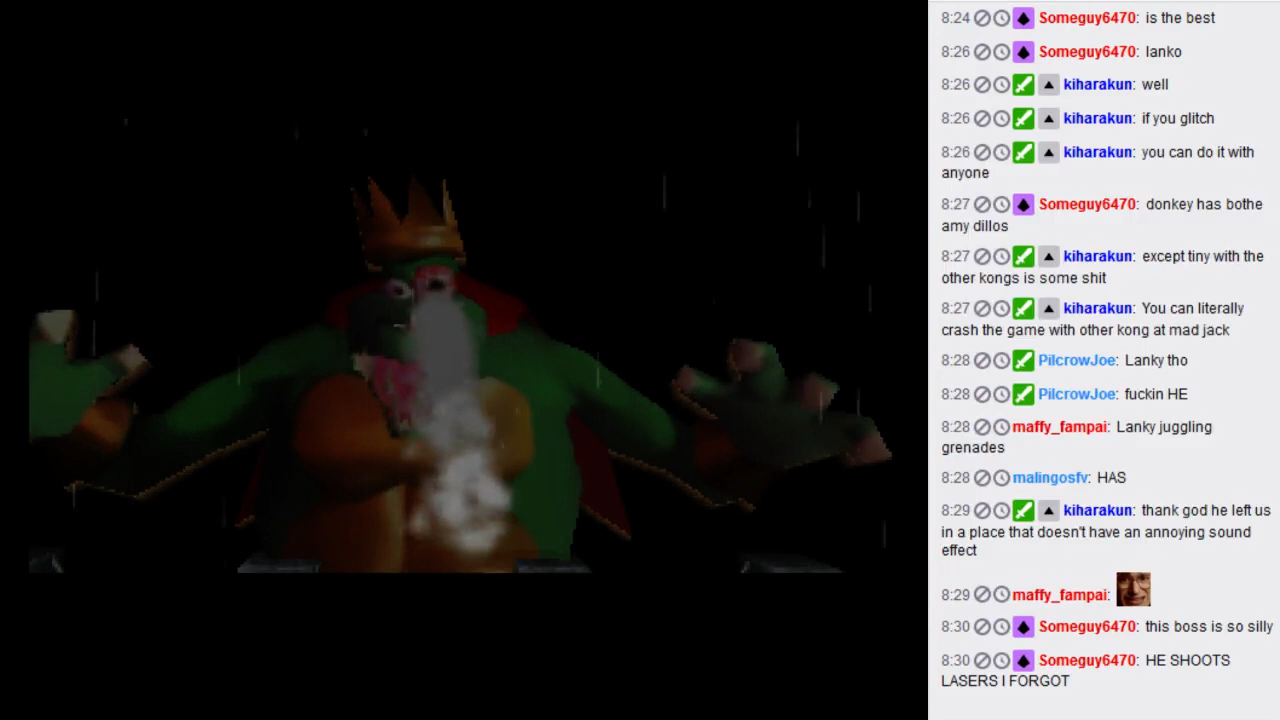 8:24 Someguy6470: is the best
8:26 Someguy6470: lanko
8:26 kiharakun: well
8:26 kiharakun: if you glitch
8:26 kiharakun: you can do it with
anyone
8:27 Someguy6470: donkey has bothe
amy dillos
8:27 kiharakun: except tiny with the
other kongs is some shit
8:27 kiharakun: You can literally
crash the game with other kong at mad jack
8:28 PilcrowJoe: Lanky tho
8:28 PilcrowJoe: fuckin HE
8:28 maffy_fampai: Lanky juggling
grenades
8:28 malingosfv: HAS
8:29 kiharakun: thank god he left us
in a place that doesn't have an annoying sound
effect
8:29 maffy_fampai:
8:30 Someguy6470: this boss is so silly
8:30 Someguy6470: HE SHOOTS
LASERS I FORGOT